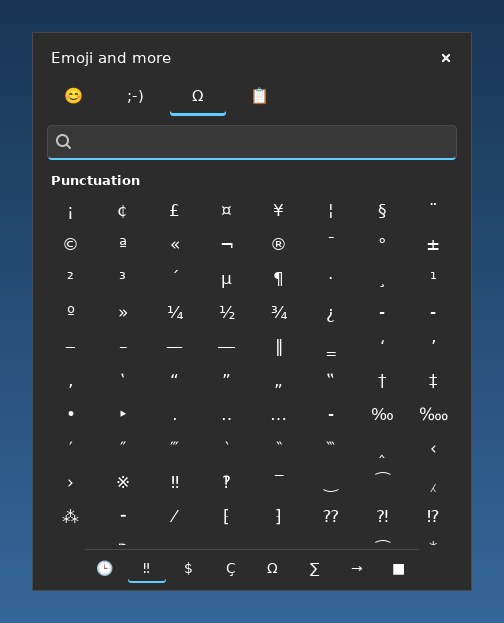 Emoji and more ×
😊 ;-) Ω 📋
Punctuation
¡ ¢ £ ¤ ¥ ¦ § ¨
© ª « ¬ ® ¯ ° ±
² ³ ´ µ ¶ · ¸ ¹
º » ¼ ½ ¾ ¿ ‐ ‑
‒ – — ― ‖ ‗ ‘ ’
‚ ‛ “ ” „ ‟ † ‡
• ‣ ․ ‥ … ‧ ‰ ‱
′ ″ ‴ ‵ ‶ ‷ ‸ ‹
› ※ ‼ ‽ ‾ ‿ ⁀ ⁁
⁂ ⁃ ⁄ ⁅ ⁆ ⁇ ⁈ ⁉
🕒 ‼ $ Ç Ω ∑ → ■